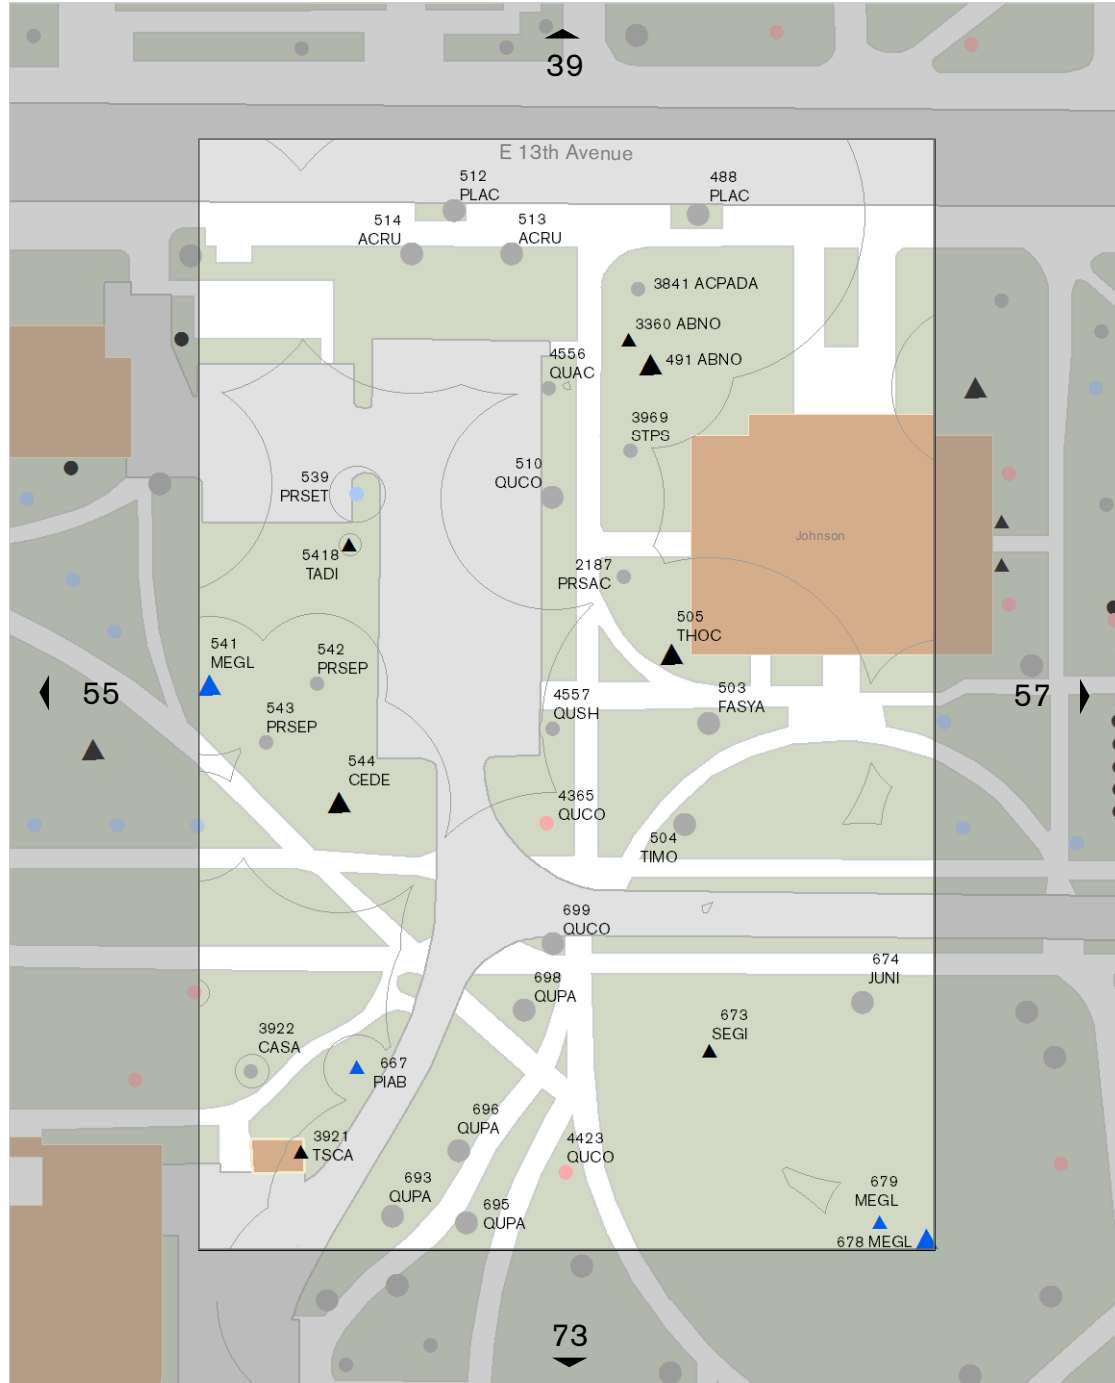 39
E 13th Avenue
512
PLAC
488
PLAC
514
ACRU
513
ACRU
3841 ACPADA
3360 ABNO
491 ABNO
4556
QUAC
3969
STPS
510
QUCO
539
PRSET
Johnson
5418
TADI
2187
PRSAC
505
THOC
541
MEGL
542
PRSEP
55
57
503
FASYA
4557
QUSH
543
PRSEP
544
CEDE
4365
QUCO
504
TIMO
699
QUCO
674
JUNI
698
QUPA
673
SEGI
3922
CASA
667
PIAB
696
QUPA
3921
TSCA
4423
QUCO
693
QUPA
695
QUPA
679
MEGL
678 MEGL
73